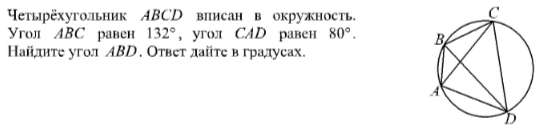 Четырёхугольник ABCD вписан в окружность.
Угол ABC равен 132°, угол CAD равен 80°.
Найдите угол ABD. Ответ дайте в градусах.
C
B
A
D